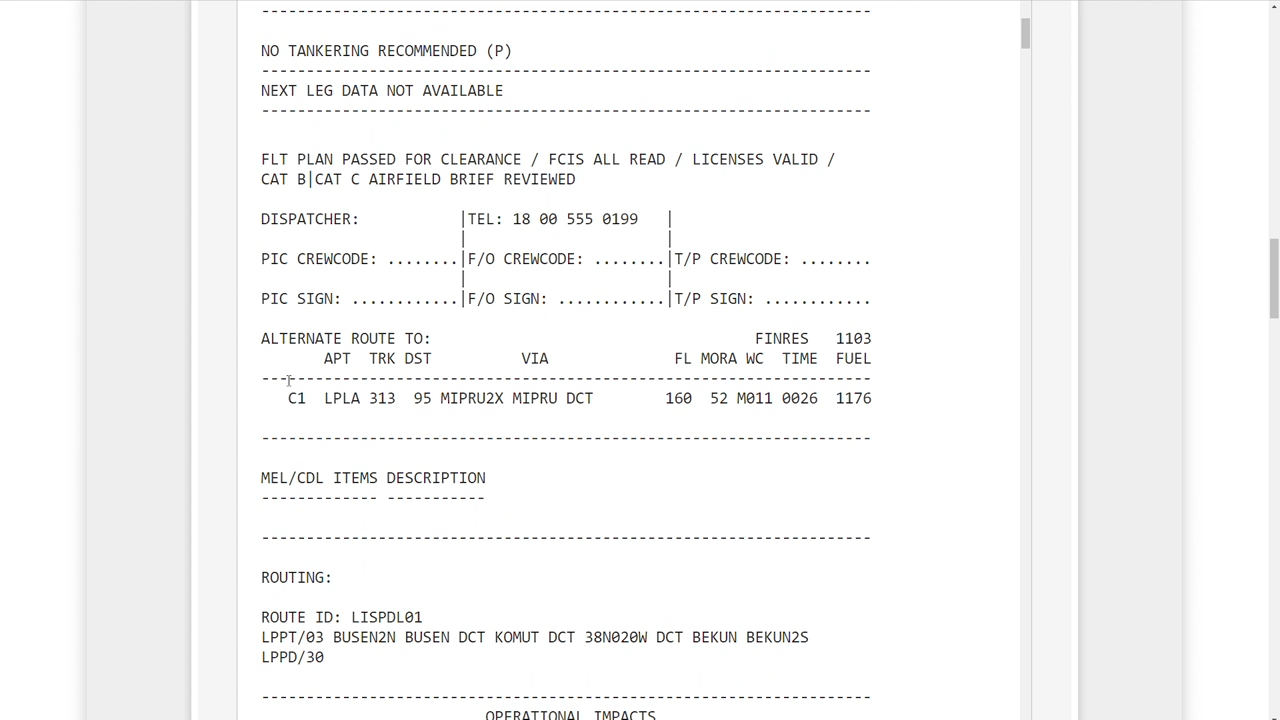 --------------------------------------------------------------------
NO TANKERING RECOMMENDED (P)
--------------------------------------------------------------------
NEXT LEG DATA NOT AVAILABLE
--------------------------------------------------------------------
FLT PLAN PASSED FOR CLEARANCE / FCIS ALL READ / LICENSES VALID /
CAT B|CAT C AIRFIELD BRIEF REVIEWED
DISPATCHER:            |TEL: 18 00 555 0199   |
                       |                      |
PIC CREWCODE: ........|F/O CREWCODE: ........|T/P CREWCODE: ........
                       |                      |
PIC SIGN: ............|F/O SIGN: ............|T/P SIGN: ............
ALTERNATE ROUTE TO:                                    FINRES   1103
       APT  TRK DST          VIA              FL MORA WC  TIME  FUEL
--------------------------------------------------------------------
   C1  LPLA 313  95 MIPRU2X MIPRU DCT        160  52 M011 0026  1176
--------------------------------------------------------------------
MEL/CDL ITEMS DESCRIPTION
------------- -----------
--------------------------------------------------------------------
ROUTING:
ROUTE ID: LISPDL01
LPPT/03 BUSEN2N BUSEN DCT KOMUT DCT 38N020W DCT BEKUN BEKUN2S
LPPD/30
--------------------------------------------------------------------
OPERATIONAL IMPACTS